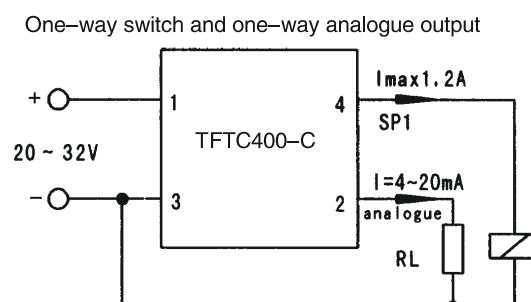 One–way switch and one–way analogue output
Imax1.2A
+
1
4
TFTC400–C
SP1
20 ~ 32V
I=4~20mA
−
3
2
analogue
RL